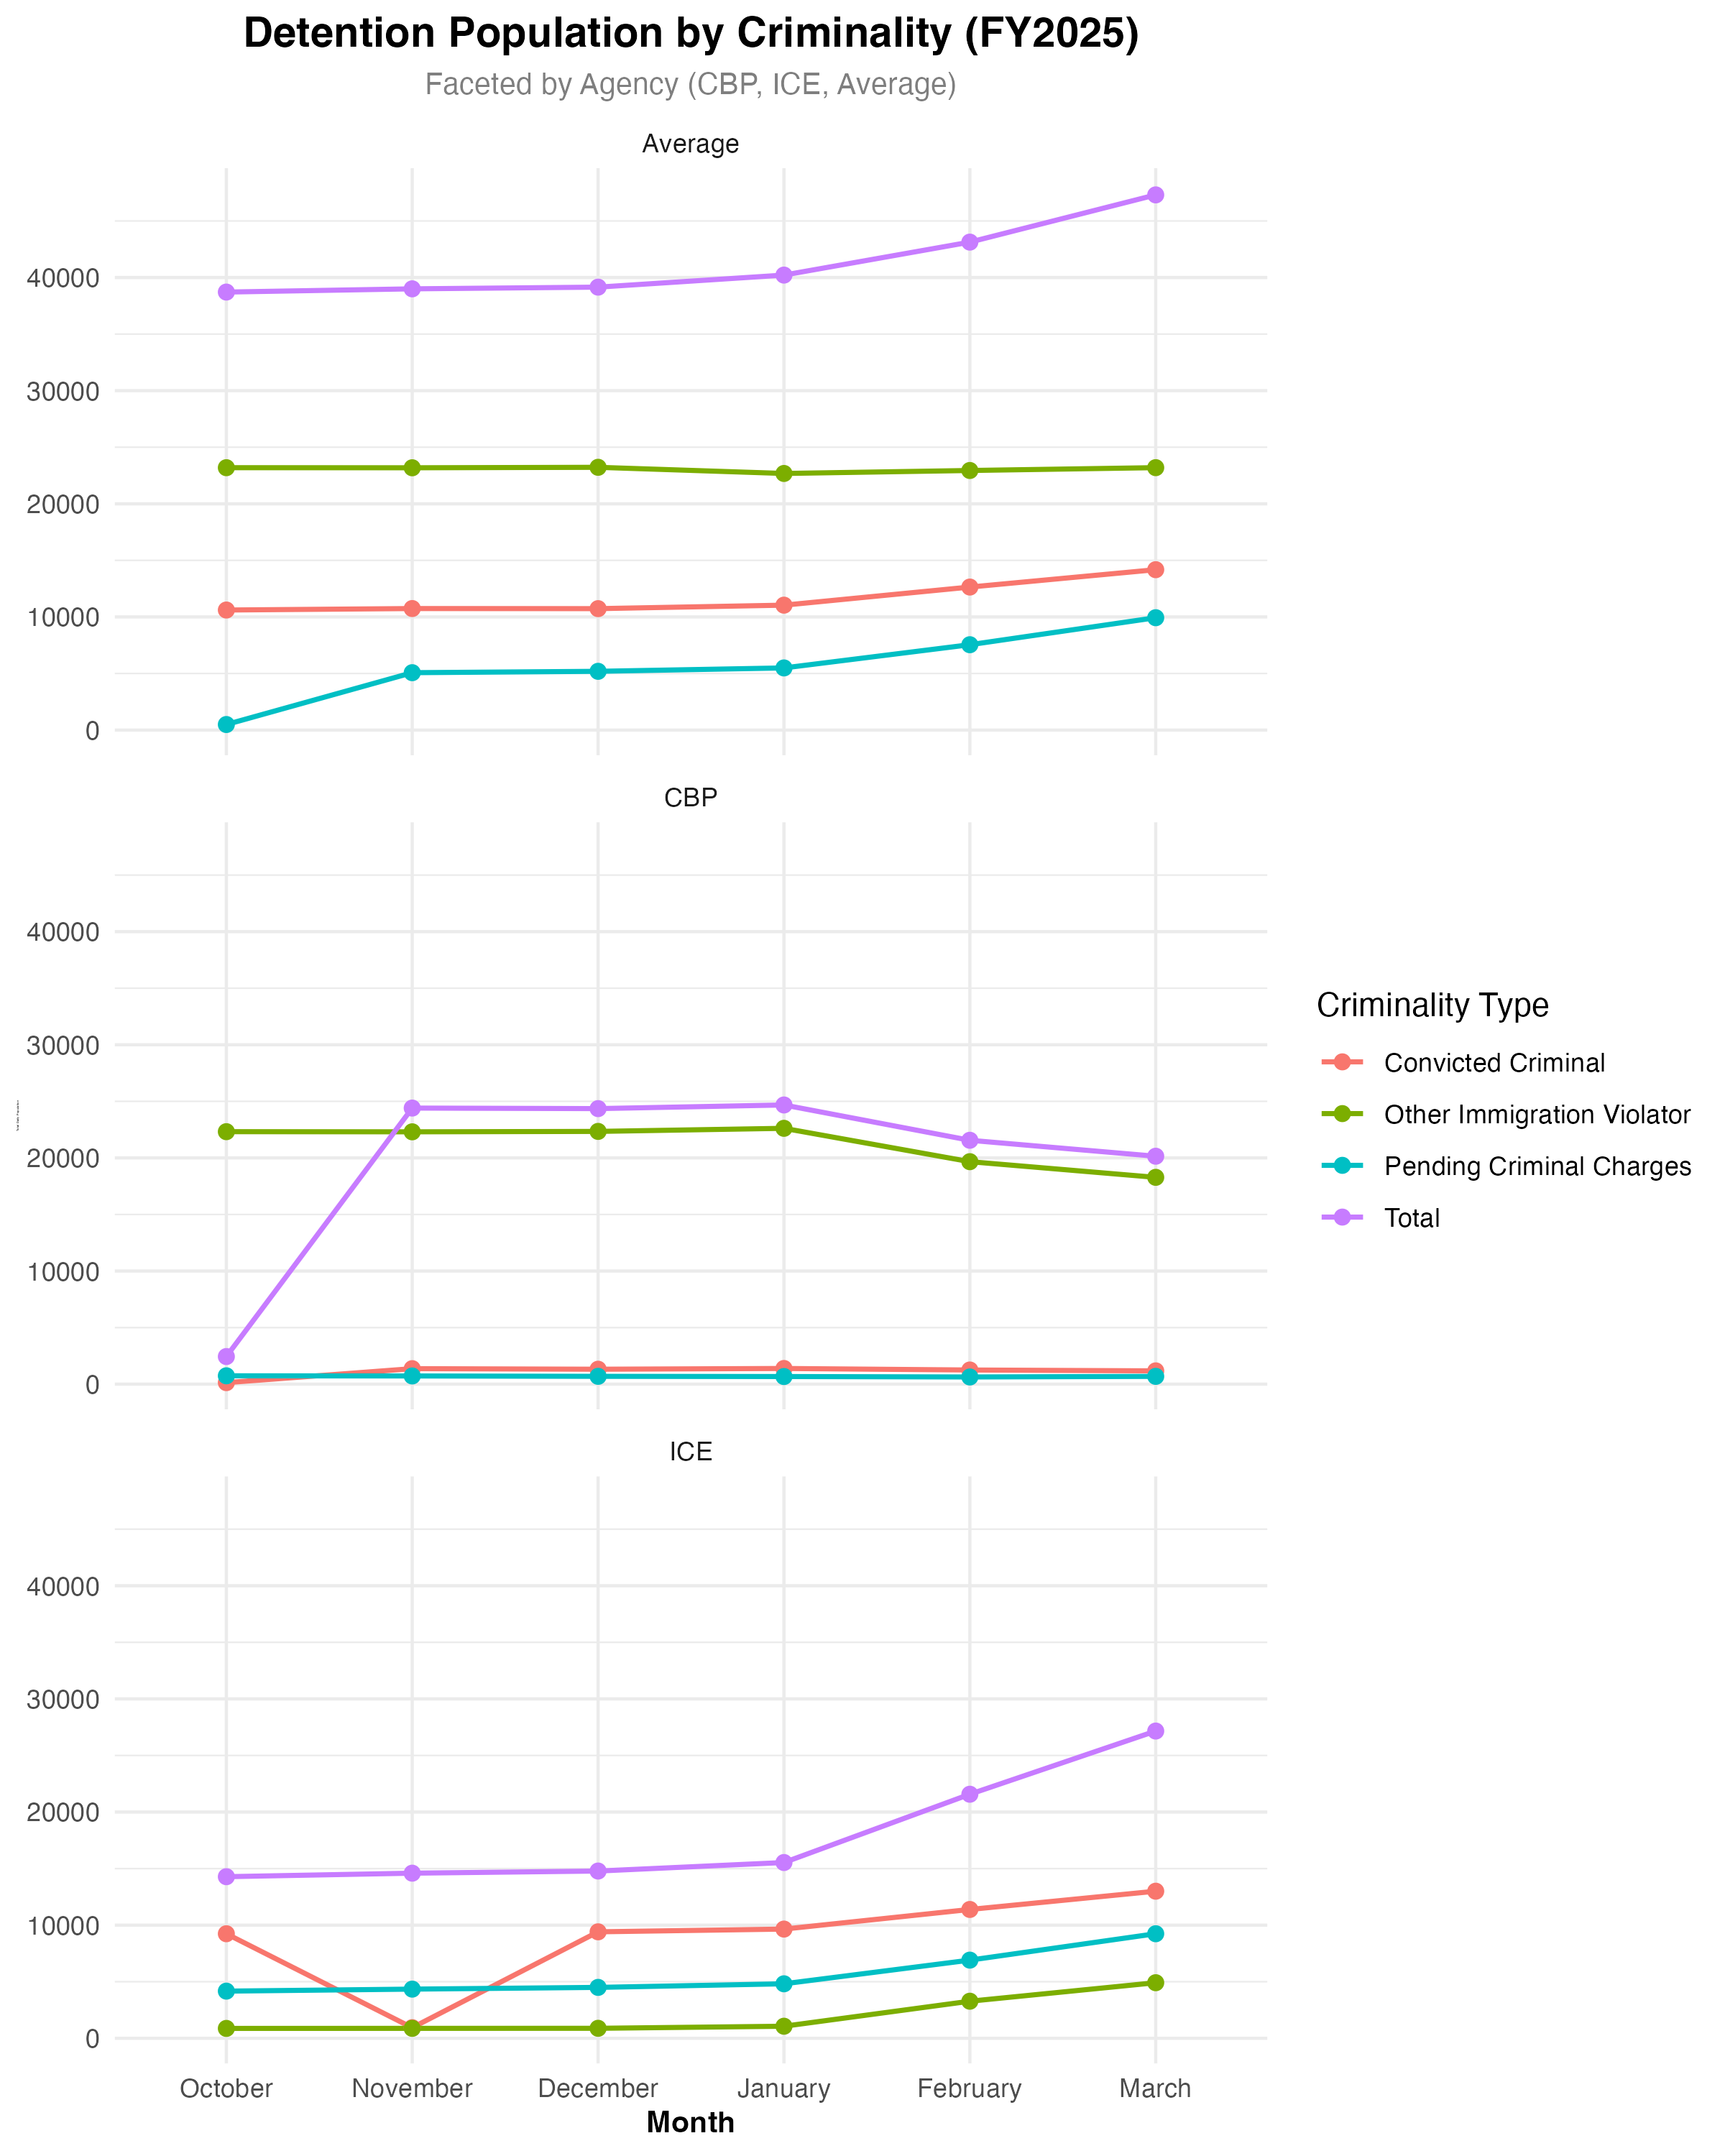 Detention Population by Criminality (FY2025)
Faceted by Agency (CBP, ICE, Average)
Average
40000
30000
20000
10000
0
CBP
40000
30000
20000
10000
0
ICE
40000
30000
20000
10000
0
October November December January February March
Month
Criminality Type
Convicted Criminal
Other Immigration Violator
Pending Criminal Charges
Total